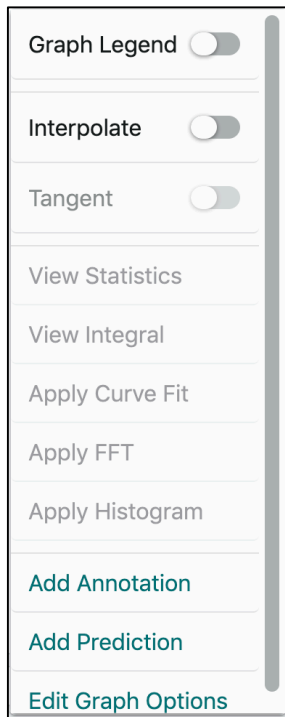 Graph Legend
Interpolate
Tangent
View Statistics
View Integral
Apply Curve Fit
Apply FFT
Apply Histogram
Add Annotation
Add Prediction
Edit Graph Options